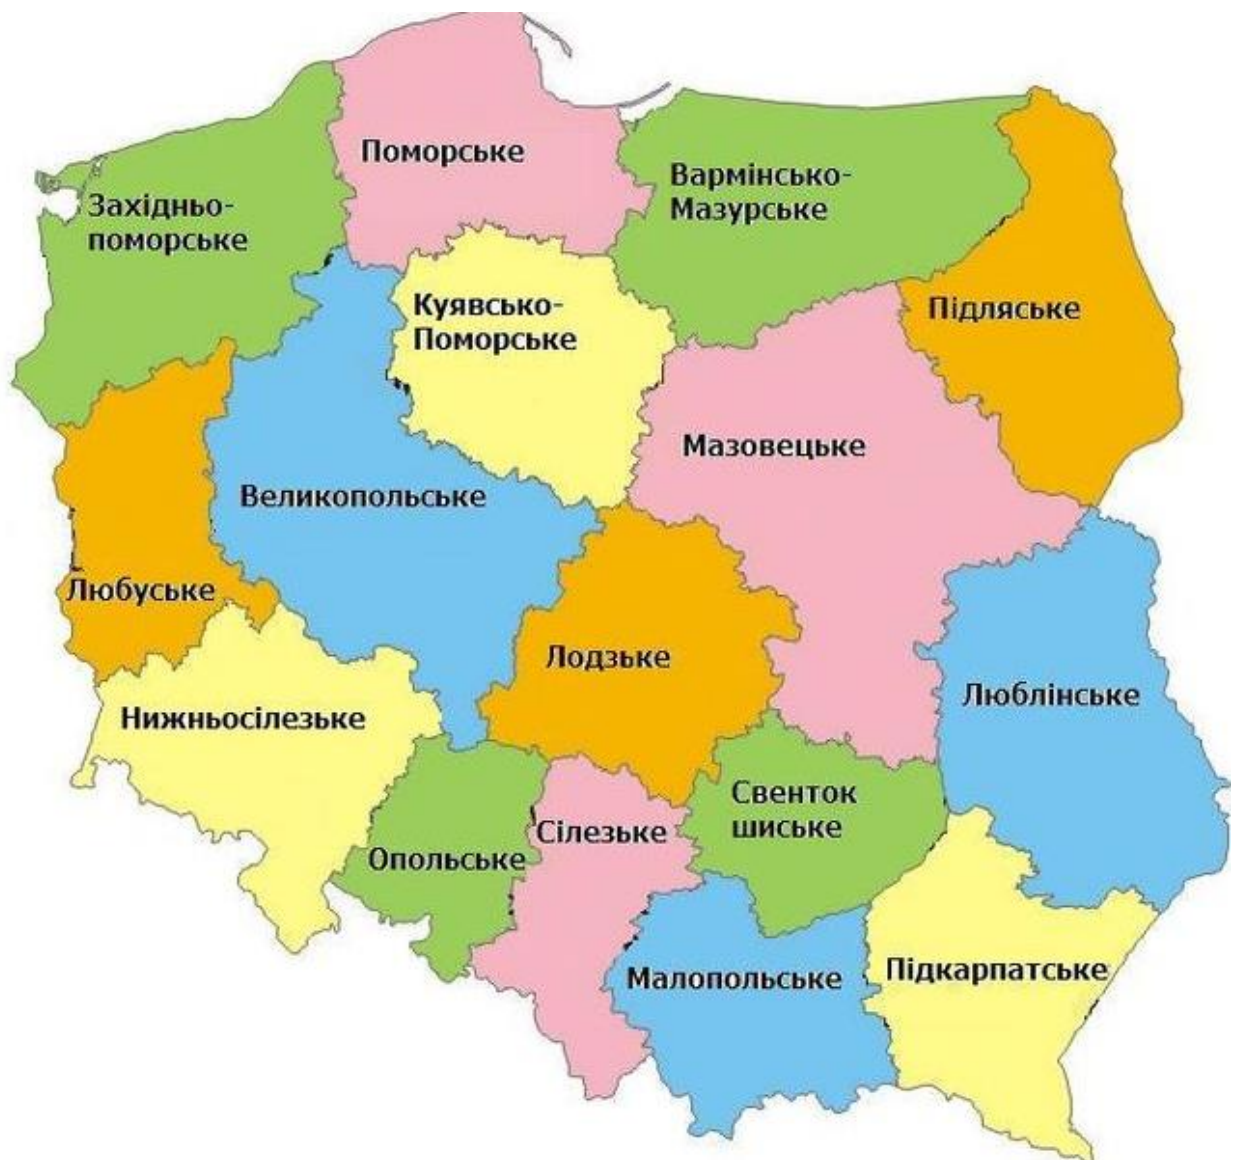 Поморське
Вармінсько-
Мазурське
Західньо-
поморське
Підляське
Куявсько-
Поморське
Мазовецьке
Великопольське
Любуське
Лодзьке
Люблінське
Нижньосілезьке
Свенток
шиське
Сілезьке
Опольське
Малопольське
Підкарпатське